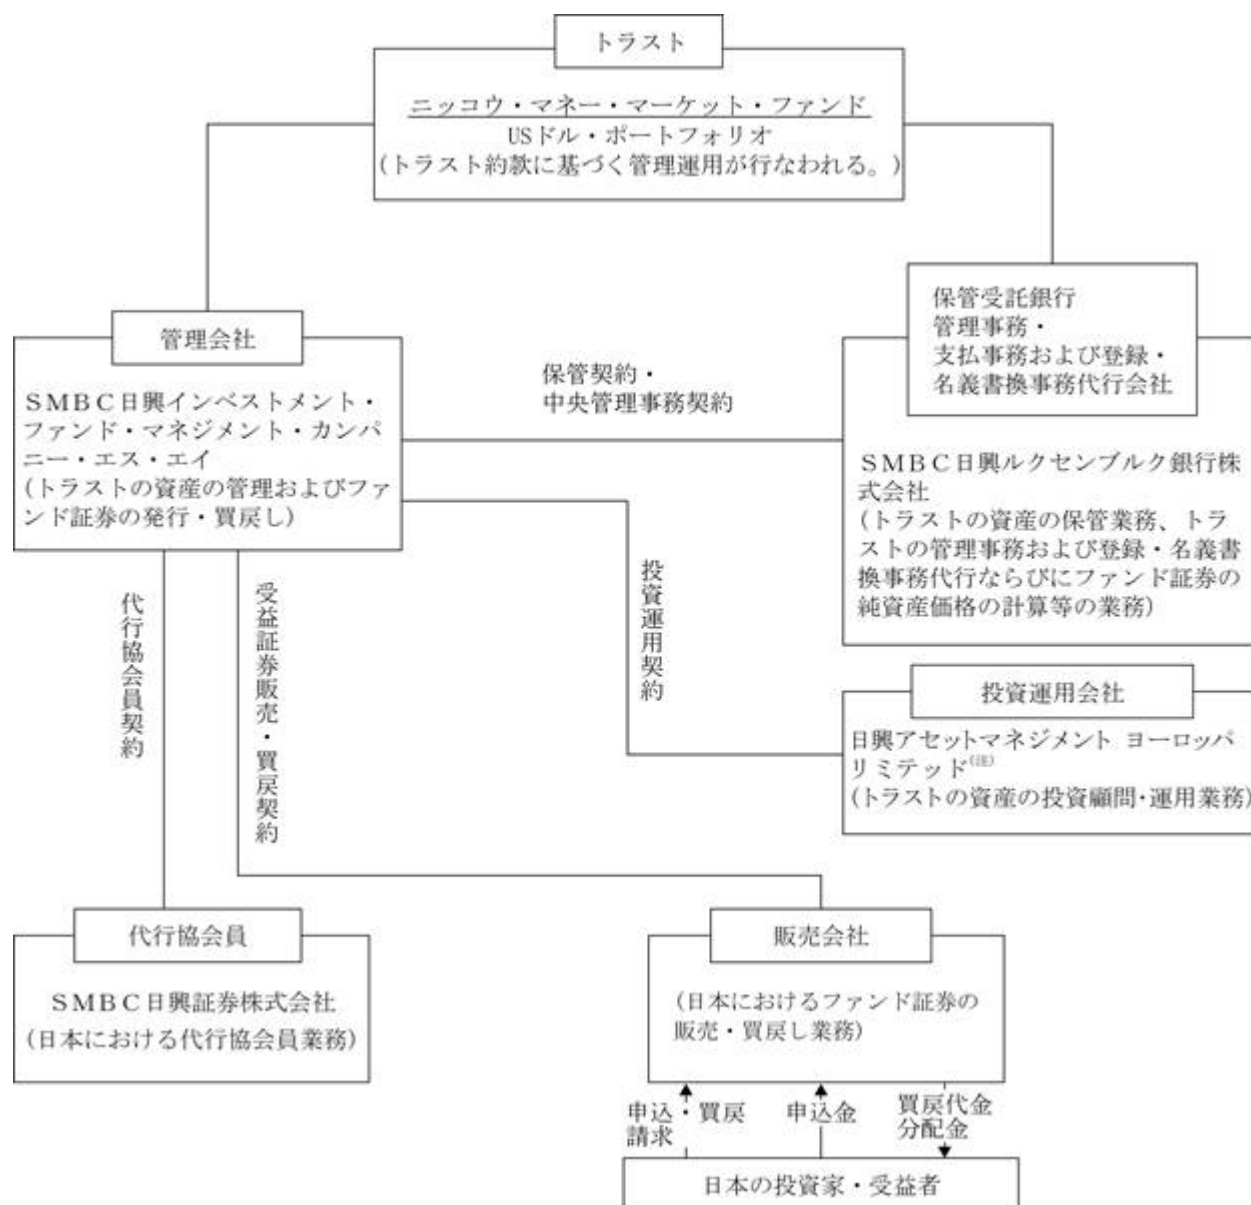 トラスト
ニッコウ・マネー・マーケット・ファンド
USドル・ポートフォリオ
(トラスト約款に基づく管理運用が行なわれる。)
管理会社
SMBC日興インベストメント・
ファンド・マネジメント・カンパ
ニー・エス・エイ
(トラストの資産の管理およびファ
ンド証券の発行・買戻し)
保管契約・
中央管理事務契約
保管受託銀行
管理事務・
支払事務および登録・
名義書換事務代行会社
SMBC日興ルクセンブルク銀行株
式会社
(トラストの資産の保管業務、トラ
ストの管理事務および登録・名義書
換事務代行ならびにファンド証券の
純資産価格の計算等の業務)
代行協会員契約
受益証券販売・買戻契約
投資運用契約
投資運用会社
日興アセットマネジメント ヨーロッパ
リミテッド(注)
(トラストの資産の投資顧問・運用業務)
代行協会員
SMBC日興証券株式会社
(日本における代行協会員業務)
販売会社
(日本におけるファンド証券の
販売・買戻し業務)
申込・買戻
請求
申込金
買戻代金
分配金
日本の投資家・受益者